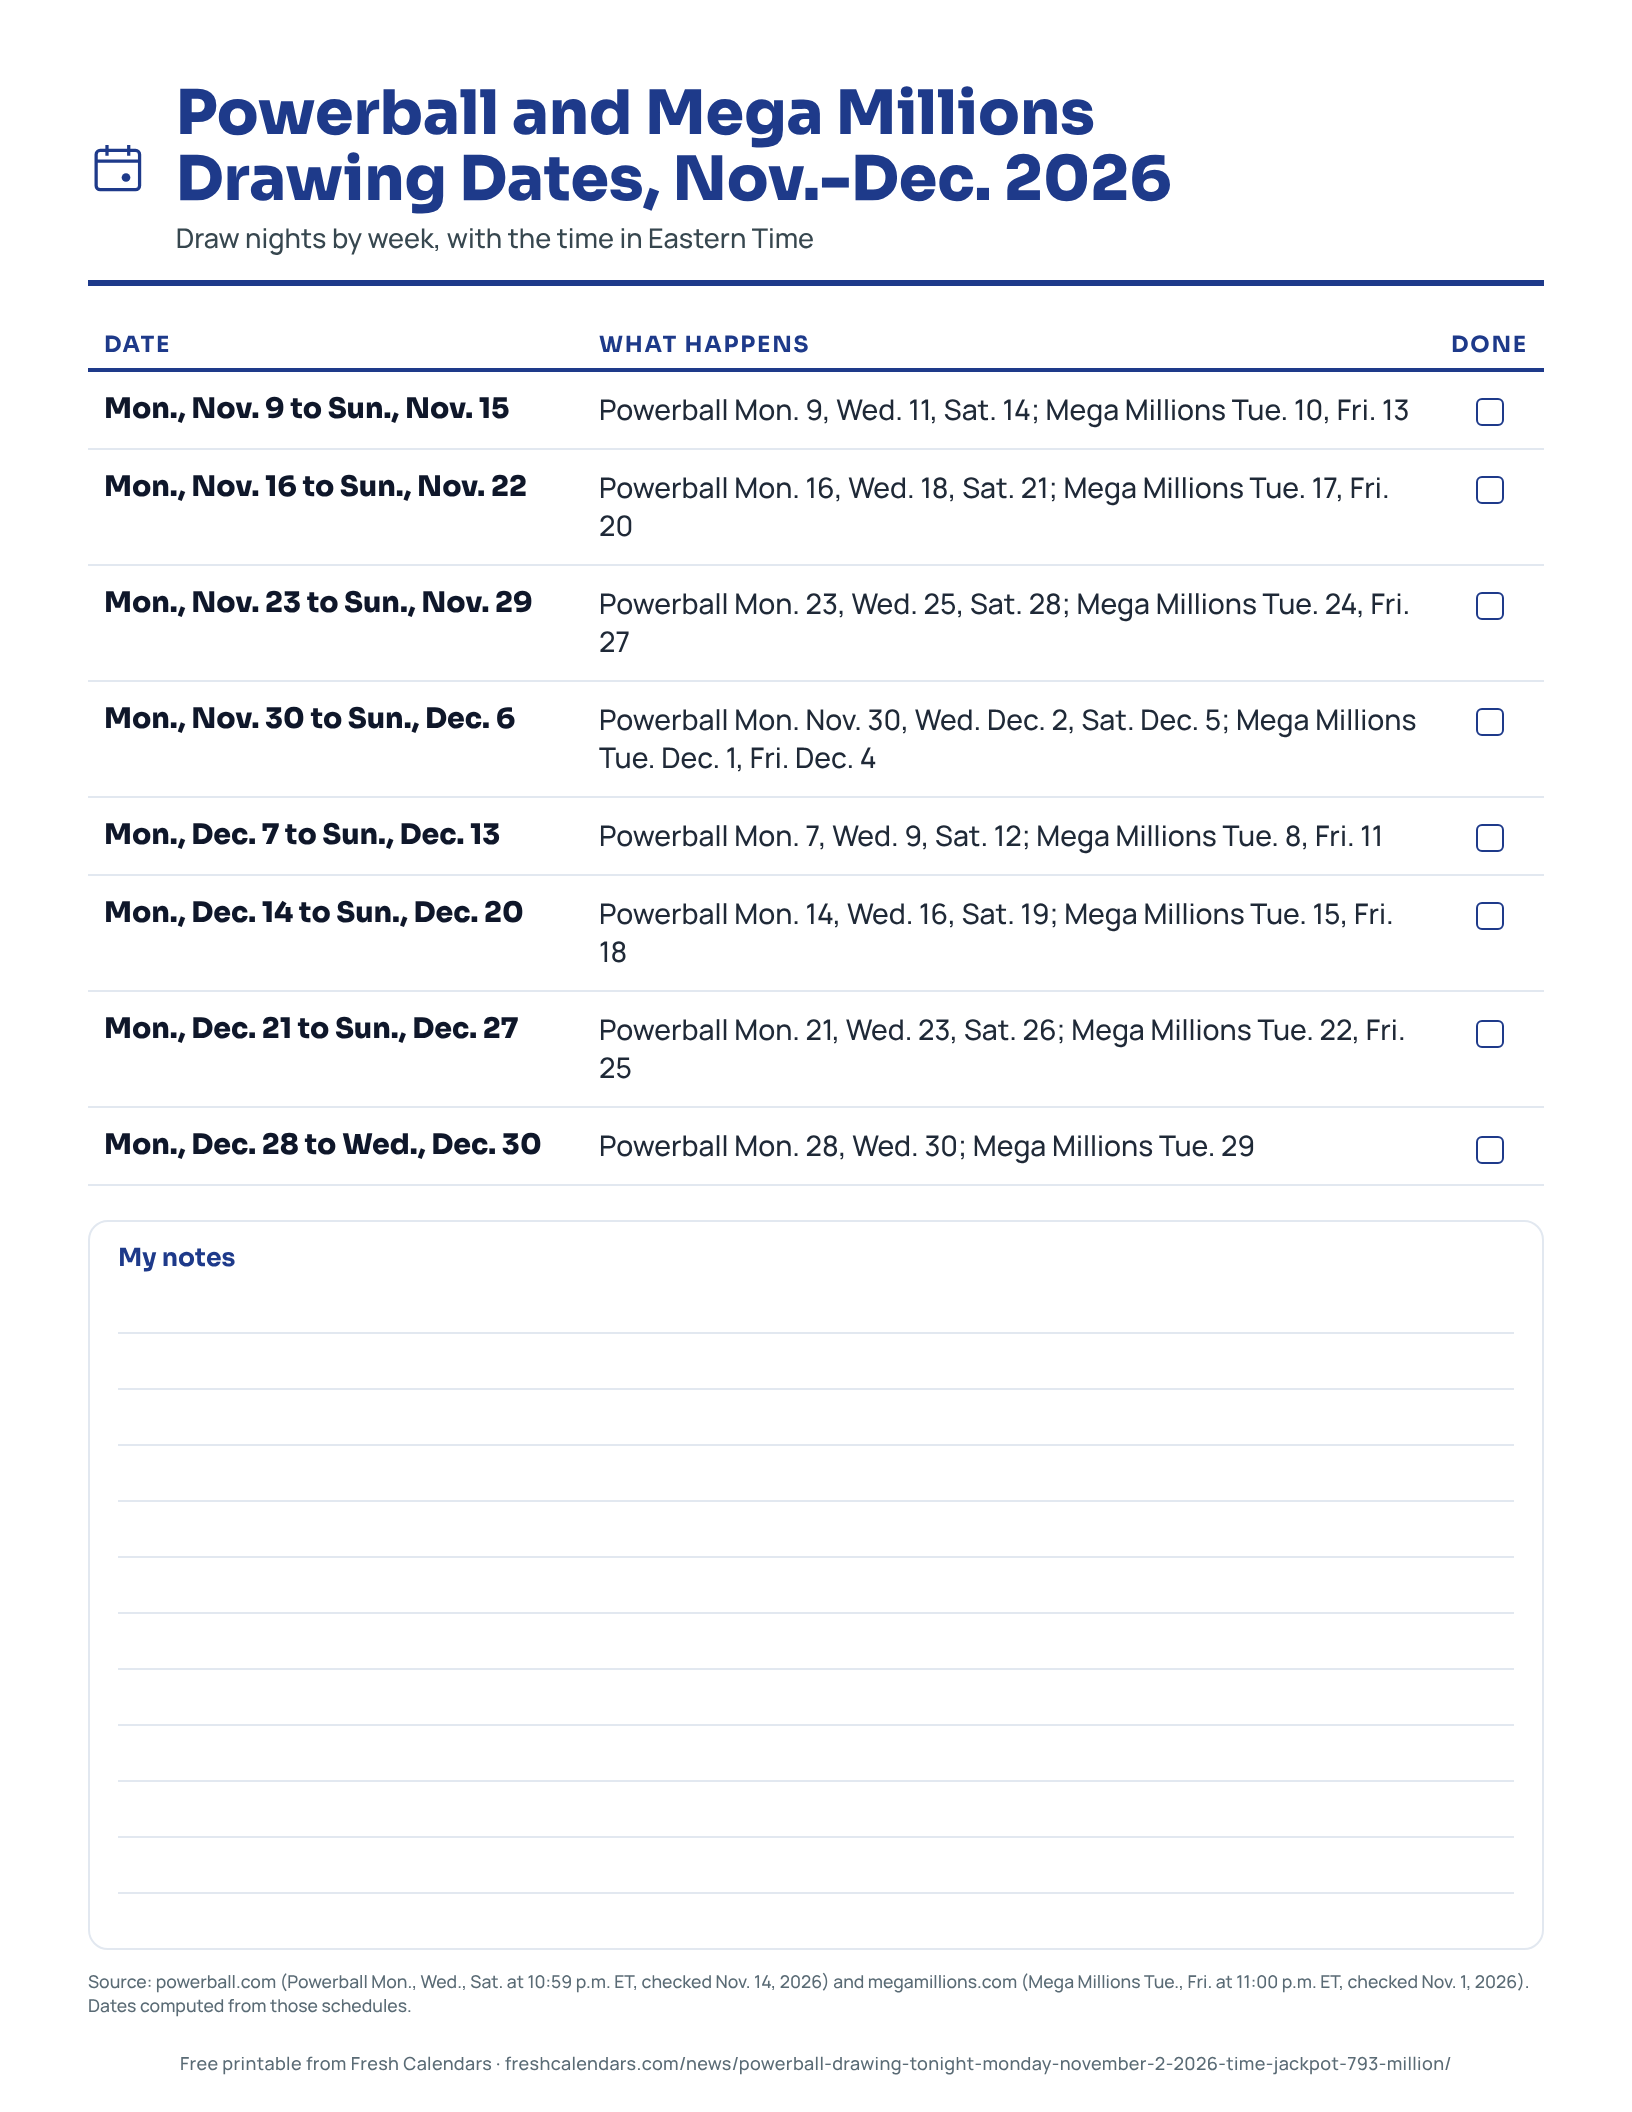 Powerball and Mega Millions
Drawing Dates, Nov.–Dec. 2026
Draw nights by week, with the time in Eastern Time
DATE WHAT HAPPENS DONE
Mon., Nov. 9 to Sun., Nov. 15 Powerball Mon. 9, Wed. 11, Sat. 14; Mega Millions Tue. 10, Fri. 13
Mon., Nov. 16 to Sun., Nov. 22 Powerball Mon. 16, Wed. 18, Sat. 21; Mega Millions Tue. 17, Fri.
20
Mon., Nov. 23 to Sun., Nov. 29 Powerball Mon. 23, Wed. 25, Sat. 28; Mega Millions Tue. 24, Fri.
27
Mon., Nov. 30 to Sun., Dec. 6 Powerball Mon. Nov. 30, Wed. Dec. 2, Sat. Dec. 5; Mega Millions
Tue. Dec. 1, Fri. Dec. 4
Mon., Dec. 7 to Sun., Dec. 13 Powerball Mon. 7, Wed. 9, Sat. 12; Mega Millions Tue. 8, Fri. 11
Mon., Dec. 14 to Sun., Dec. 20 Powerball Mon. 14, Wed. 16, Sat. 19; Mega Millions Tue. 15, Fri.
18
Mon., Dec. 21 to Sun., Dec. 27 Powerball Mon. 21, Wed. 23, Sat. 26; Mega Millions Tue. 22, Fri.
25
Mon., Dec. 28 to Wed., Dec. 30 Powerball Mon. 28, Wed. 30; Mega Millions Tue. 29
My notes
Source: powerball.com (Powerball Mon., Wed., Sat. at 10:59 p.m. ET, checked Nov. 14, 2026) and megamillions.com (Mega Millions Tue., Fri. at 11:00 p.m. ET, checked Nov. 1, 2026).
Dates computed from those schedules.
Free printable from Fresh Calendars · freshcalendars.com/news/powerball-drawing-tonight-monday-november-2-2026-time-jackpot-793-million/